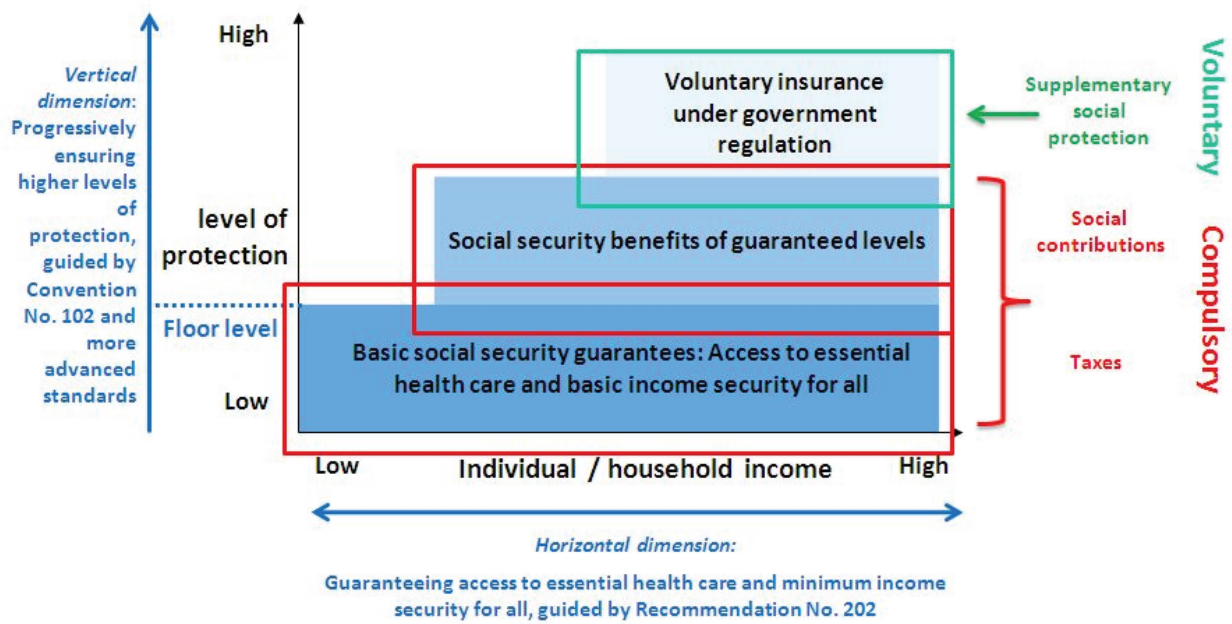 High
Vertical
dimension:
Progressively
ensuring
higher levels
of
protection,
guided by
Convention
No. 102 and
more
advanced
standards
level of
protection
Floor level
Low
Voluntary insurance
under government
regulation
Social security benefits of guaranteed levels
Basic social security guarantees: Access to essential
health care and basic income security for all
Supplementary
social
protection
Social
contributions
Taxes
Voluntary
Compulsory
Low
Individual / household income
High
Horizontal dimension:
Guaranteeing access to essential health care and minimum income
security for all, guided by Recommendation No. 202